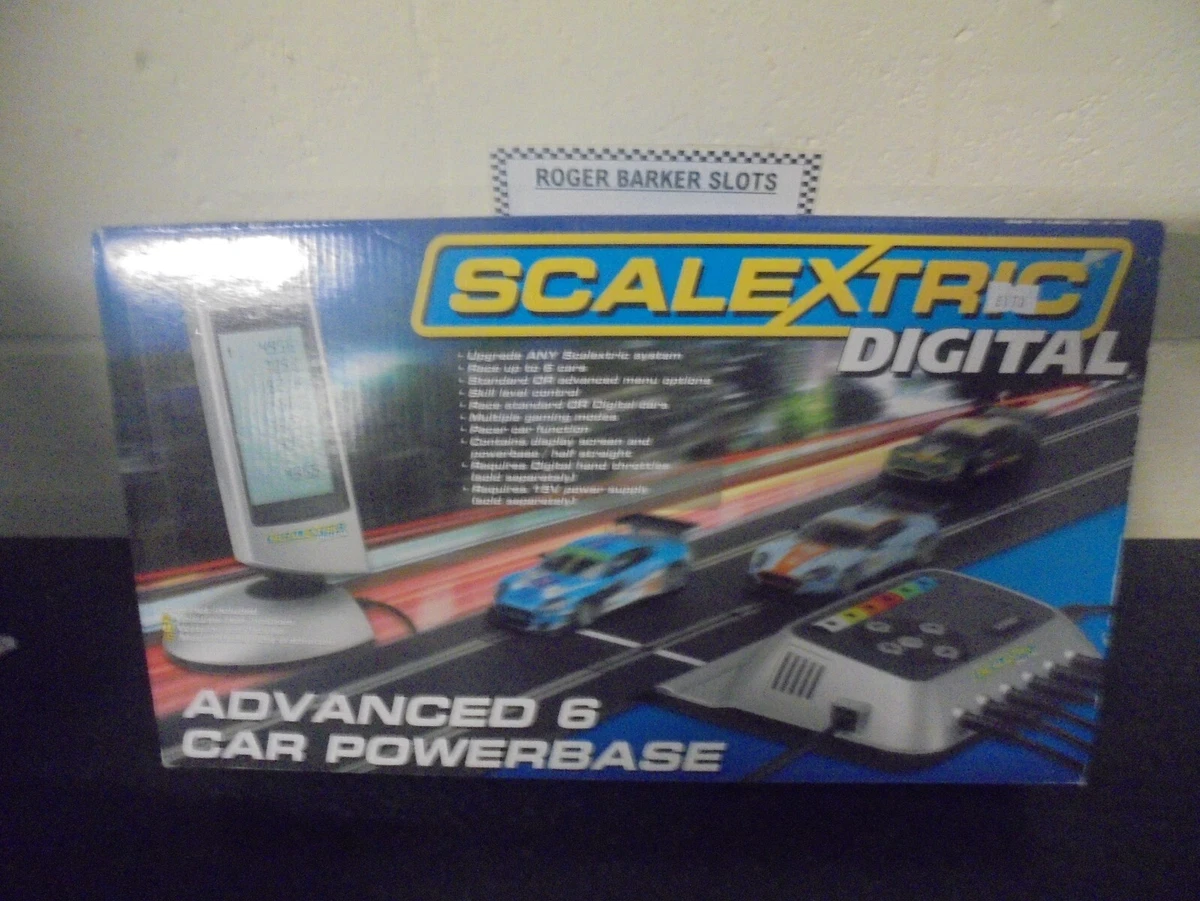 ROGER BARKER SLOTS
SCALEXTRIC
DIGITAL
Upgrade ANY Scalextric system
Race up to 6 cars
Standard OR advanced menu options
Skill level control
Race standard OR Digital cars
Multiple gaming modes
Pacer car function
Contains display screen and
powerbase / half straight
Requires Digital hand throttles
(sold separately)
Requires 15V power supply
(sold separately)
SCALEXTRIC
ADVANCED 6
CAR POWERBASE